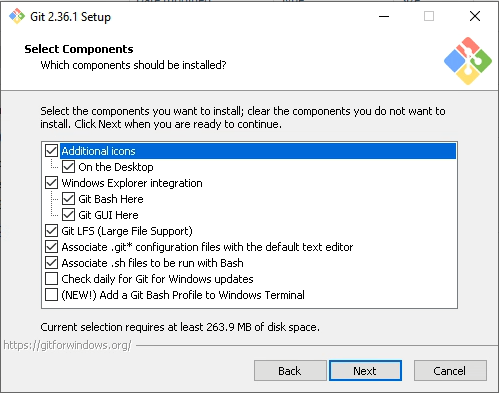 Git 2.36.1 Setup
Select Components
Which components should be installed?
Select the components you want to install; clear the components you do not want to
install. Click Next when you are ready to continue.
Additional icons
On the Desktop
Windows Explorer integration
Git Bash Here
Git GUI Here
Git LFS (Large File Support)
Associate .git* configuration files with the default text editor
Associate .sh files to be run with Bash
Check daily for Git for Windows updates
(NEW!) Add a Git Bash Profile to Windows Terminal
Current selection requires at least 263.9 MB of disk space.
https://gitforwindows.org/
Back
Next
Cancel